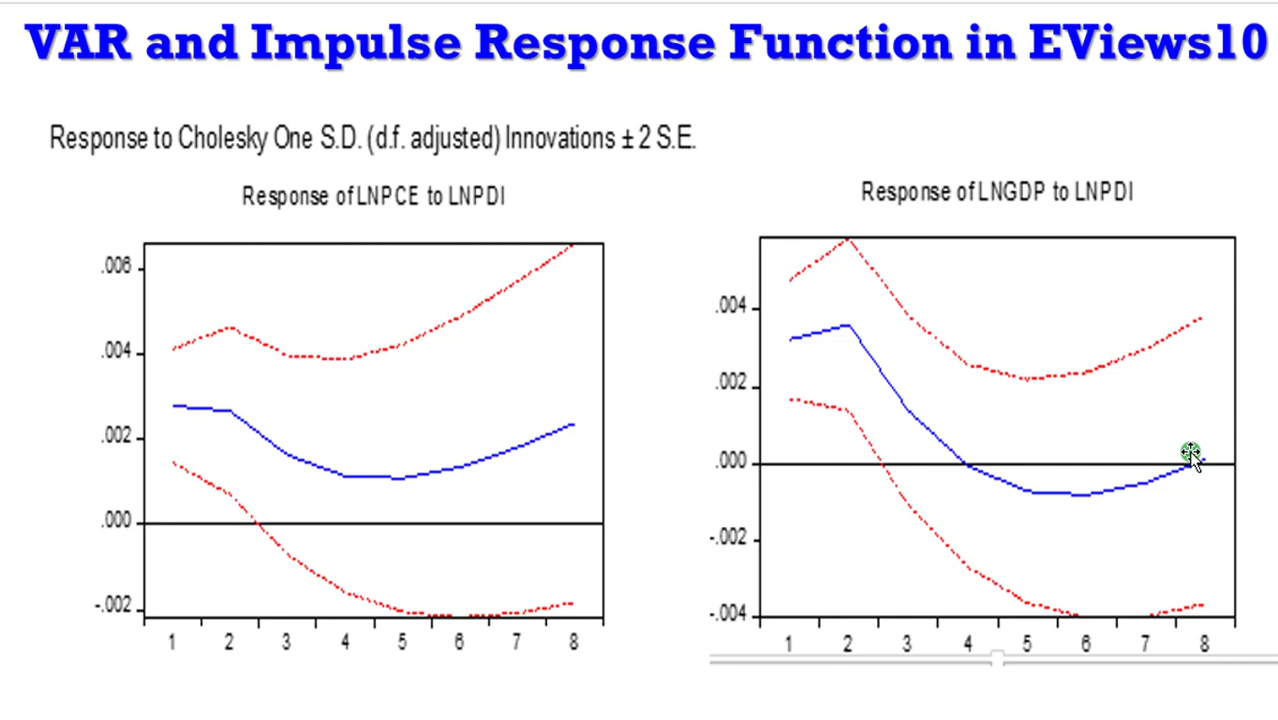 VAR and Impulse Response Function in EViews10
Response to Cholesky One S.D. (d.f. adjusted) Innovations ± 2 S.E.
Response of LNPCE to LNPDI
.006
.004
.002
.000
-.002
1 2 3 4 5 6 7 8
Response of LNGDP to LNPDI
.004
.002
.000
-.002
-.004
1 2 3 4 5 6 7 8